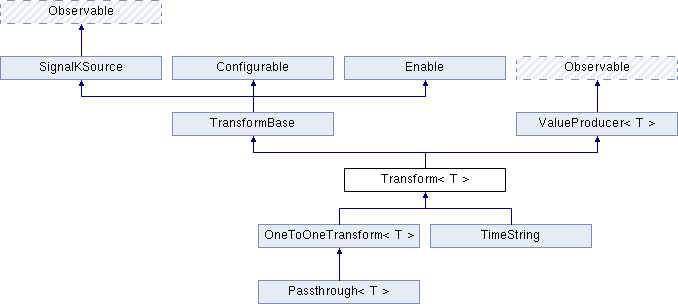 Observable
SignalKSource
Configurable
Enable
Observable
TransformBase
ValueProducer< T >
Transform< T >
OneToOneTransform< T >
TimeString
Passthrough< T >